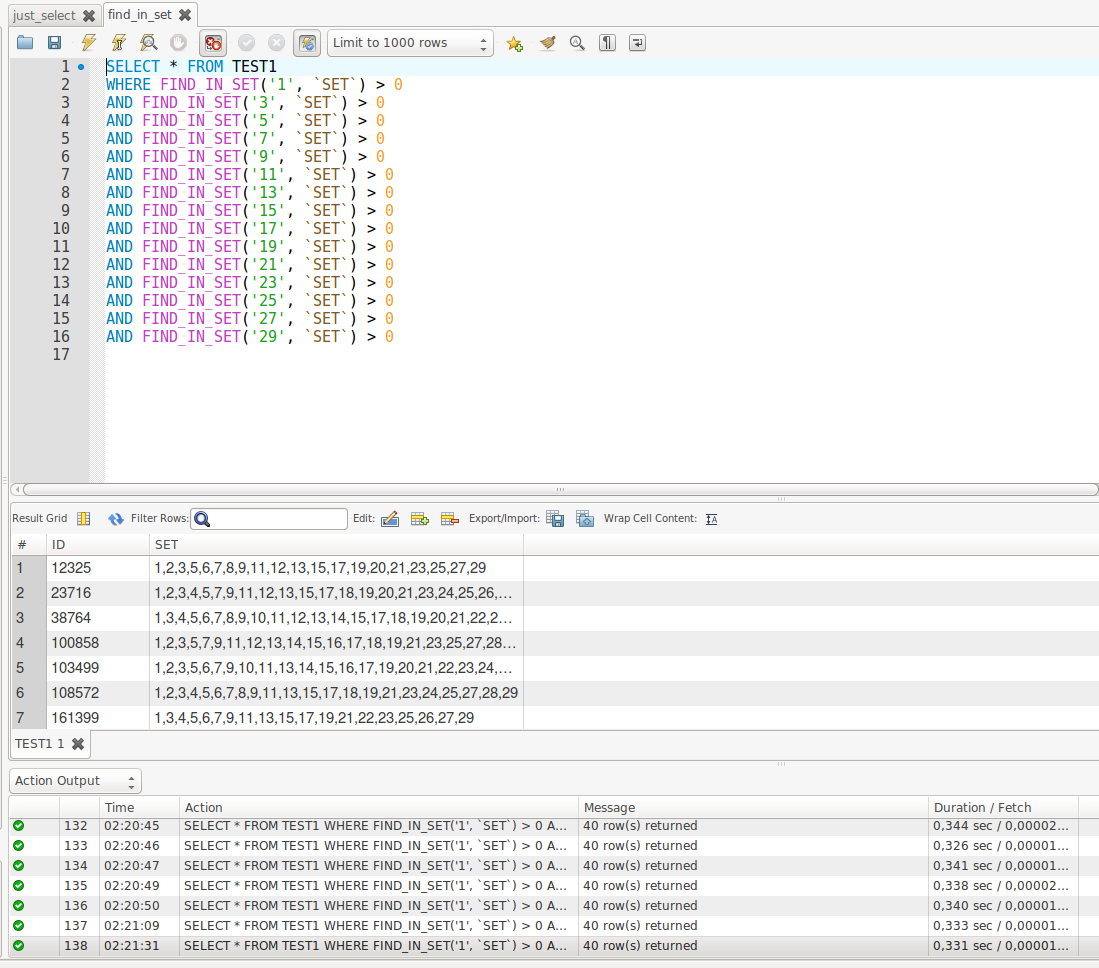 just_select find_in_set
Limit to 1000 rows
1 SELECT * FROM TEST1
2 WHERE FIND_IN_SET('1', `SET`) > 0
3 AND FIND_IN_SET('3', `SET`) > 0
4 AND FIND_IN_SET('5', `SET`) > 0
5 AND FIND_IN_SET('7', `SET`) > 0
6 AND FIND_IN_SET('9', `SET`) > 0
7 AND FIND_IN_SET('11', `SET`) > 0
8 AND FIND_IN_SET('13', `SET`) > 0
9 AND FIND_IN_SET('15', `SET`) > 0
10 AND FIND_IN_SET('17', `SET`) > 0
11 AND FIND_IN_SET('19', `SET`) > 0
12 AND FIND_IN_SET('21', `SET`) > 0
13 AND FIND_IN_SET('23', `SET`) > 0
14 AND FIND_IN_SET('25', `SET`) > 0
15 AND FIND_IN_SET('27', `SET`) > 0
16 AND FIND_IN_SET('29', `SET`) > 0
17
Result Grid Filter Rows: Edit: Export/Import: Wrap Cell Content:
# ID SET
1 12325 1,2,3,5,6,7,8,9,11,12,13,15,17,19,20,21,23,25,27,29
2 23716 1,2,3,4,5,7,9,11,12,13,15,17,18,19,20,21,23,24,25,26,...
3 38764 1,3,4,5,6,7,8,9,10,11,12,13,14,15,17,18,19,20,21,22,2...
4 100858 1,2,3,5,7,9,11,12,13,14,15,16,17,18,19,21,23,25,27,28...
5 103499 1,2,3,5,6,7,9,10,11,13,14,15,16,17,19,20,21,22,23,24,...
6 108572 1,2,3,4,5,6,7,8,9,11,13,15,17,18,19,21,23,24,25,27,28,29
7 161399 1,3,4,5,6,7,9,11,13,15,17,19,21,22,23,25,26,27,29
TEST1 1
Action Output
Time Action Message Duration / Fetch
132 02:20:45 SELECT * FROM TEST1 WHERE FIND_IN_SET('1', `SET`) > 0 A... 40 row(s) returned 0,344 sec / 0,00002...
133 02:20:46 SELECT * FROM TEST1 WHERE FIND_IN_SET('1', `SET`) > 0 A... 40 row(s) returned 0,326 sec / 0,00001...
134 02:20:47 SELECT * FROM TEST1 WHERE FIND_IN_SET('1', `SET`) > 0 A... 40 row(s) returned 0,341 sec / 0,00001...
135 02:20:49 SELECT * FROM TEST1 WHERE FIND_IN_SET('1', `SET`) > 0 A... 40 row(s) returned 0,338 sec / 0,00002...
136 02:20:50 SELECT * FROM TEST1 WHERE FIND_IN_SET('1', `SET`) > 0 A... 40 row(s) returned 0,340 sec / 0,00001...
137 02:21:09 SELECT * FROM TEST1 WHERE FIND_IN_SET('1', `SET`) > 0 A... 40 row(s) returned 0,333 sec / 0,00001...
138 02:21:31 SELECT * FROM TEST1 WHERE FIND_IN_SET('1', `SET`) > 0 A... 40 row(s) returned 0,331 sec / 0,00001...